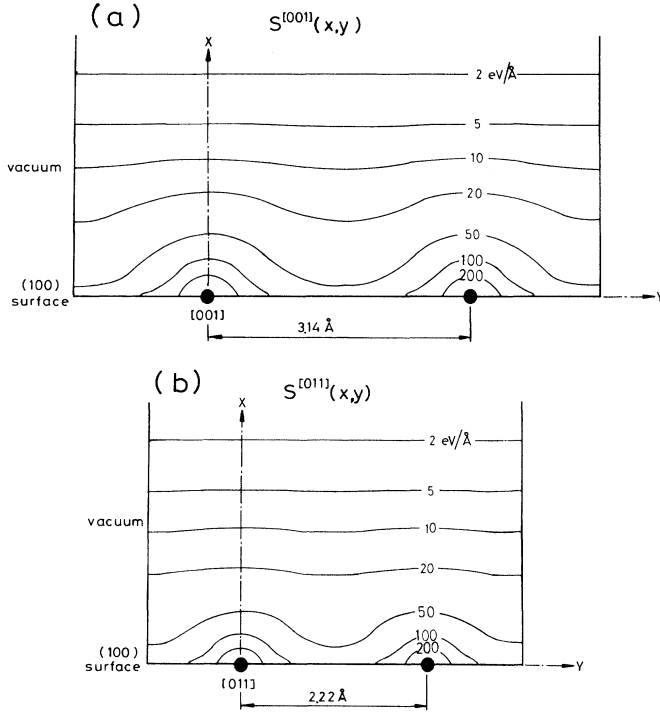 (a)
S[001](x,y)
X
2 eV/Å
5
vacuum
10
20
50
100
200
(100)
surface
Y
[001]
3,14 Å
(b)
S[011](x,y)
X
2 eV/Å
5
vacuum
10
20
50
100
200
(100)
surface
Y
[011]
2,22 Å